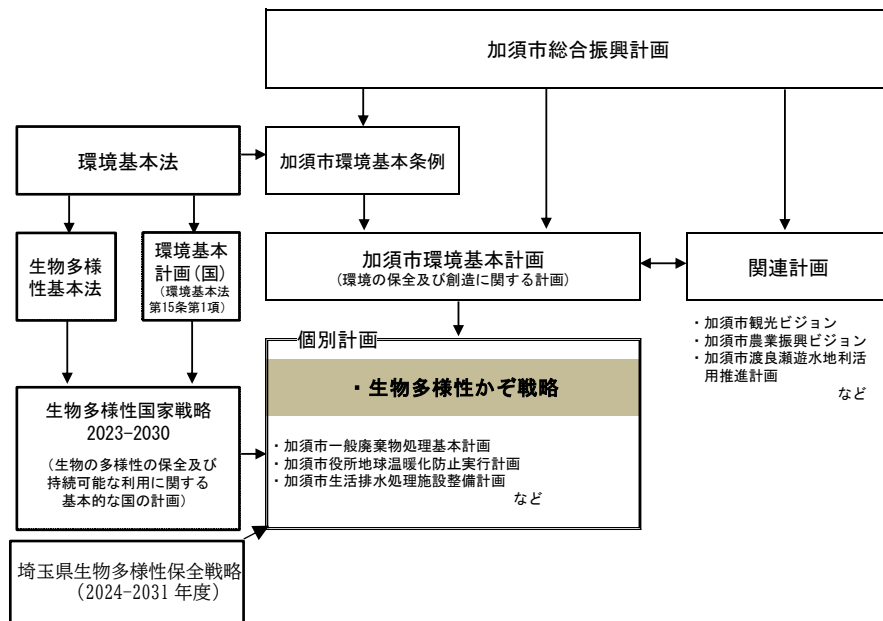 加須市総合振興計画
環境基本法
加須市環境基本条例
生物多様
性基本法
環境基本
計画(国)
(環境基本法
第15条第1項)
加須市環境基本計画
(環境の保全及び創造に関する計画)
関連計画
・加須市観光ビジョン
・加須市農業振興ビジョン
・加須市渡良瀬遊水地利活
用推進計画
など
個別計画
・生物多様性かぞ戦略
・加須市一般廃棄物処理基本計画
・加須市役所地球温暖化防止実行計画
・加須市生活排水処理施設整備計画
など
生物多様性国家戦略
2023-2030
(生物の多様性の保全及び
持続可能な利用に関する
基本的な国の計画)
埼玉県生物多様性保全戦略
(2024-2031年度)